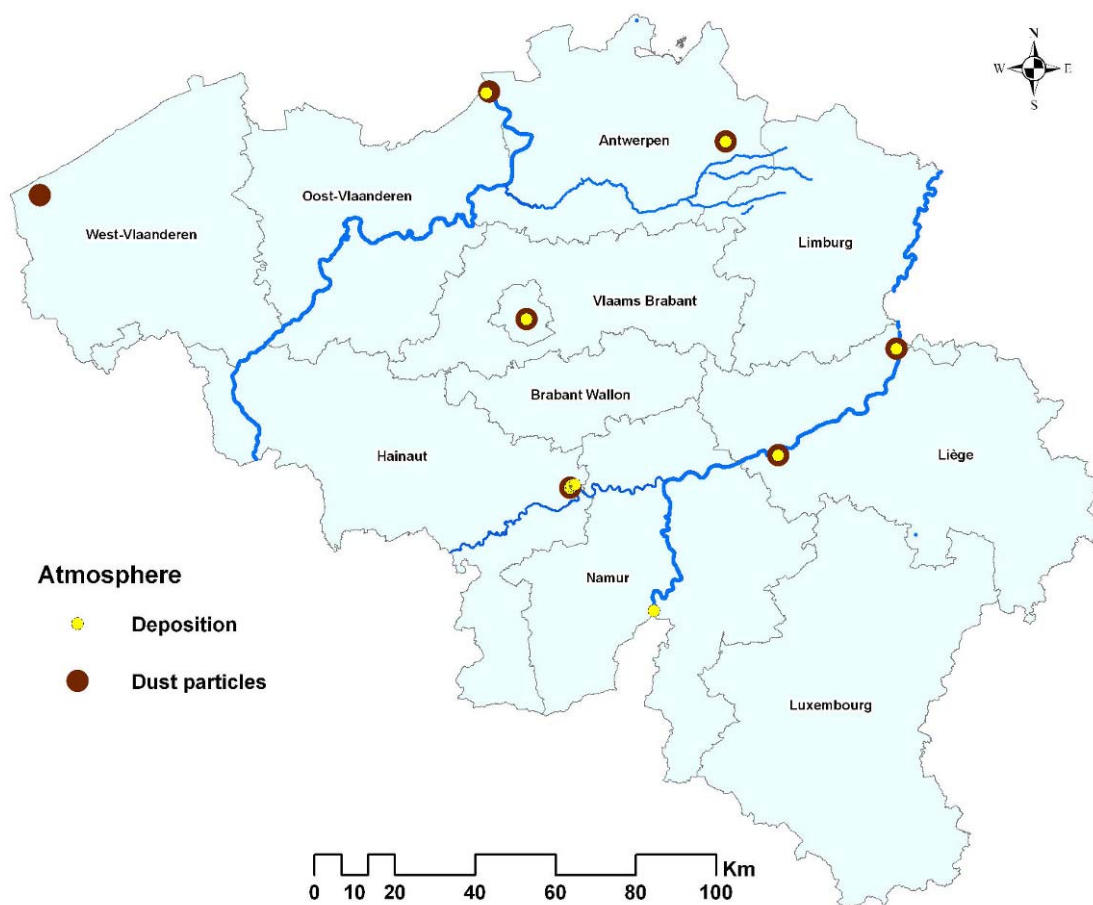 N
W E
S
Antwerpen
Oost-Vlaanderen
West-Vlaanderen
Limburg
Vlaams Brabant
Brabant Wallon
Hainaut
Liège
Namur
Luxembourg
Atmosphere
Deposition
Dust particles
Km
0 10 20 40 60 80 100